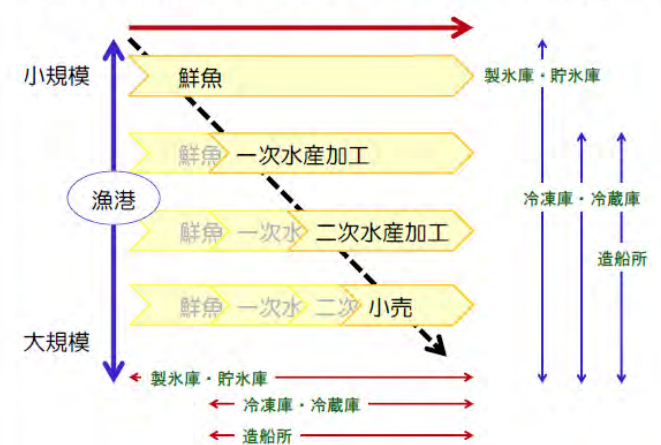 小規模
鮮魚
製氷庫・貯氷庫
鮮魚
一次水産加工
漁港
冷凍庫・冷蔵庫
鮮魚
一次水
二次水産加工
造船所
鮮魚
一次水
二次
小売
大規模
製氷庫・貯氷庫
冷凍庫・冷蔵庫
造船所